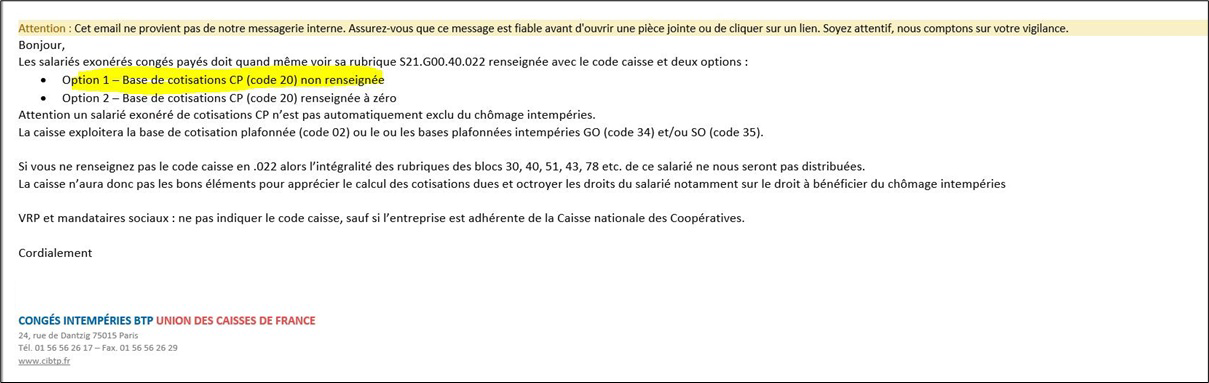 Attention : Cet email ne provient pas de notre messagerie interne. Assurez-vous que ce message est fiable avant d'ouvrir une pièce jointe ou de cliquer sur un lien. Soyez attentif, nous comptons sur votre vigilance.
Bonjour,
Les salariés exonérés congés payés doit quand même voir sa rubrique S21.G00.40.022 renseignée avec le code caisse et deux options :
• Option 1 – Base de cotisations CP (code 20) non renseignée
• Option 2 – Base de cotisations CP (code 20) renseignée à zéro
Attention un salarié exonéré de cotisations CP n'est pas automatiquement exclu du chômage intempéries.
La caisse exploitera la base de cotisation plafonnée (code 02) ou le ou les bases plafonnées intempéries GO (code 34) et/ou SO (code 35).
Si vous ne renseignez pas le code caisse en .022 alors l'intégralité des rubriques des blocs 30, 40, 51, 43, 78 etc. de ce salarié ne nous seront pas distribuées.
La caisse n'aura donc pas les bons éléments pour apprécier le calcul des cotisations dues et octroyer les droits du salarié notamment sur le droit à bénéficier du chômage intempéries
VRP et mandataires sociaux : ne pas indiquer le code caisse, sauf si l'entreprise est adhérente de la Caisse nationale des Coopératives.
Cordialement
CONGÉS INTEMPÉRIES BTP UNION DES CAISSES DE FRANCE
24, rue de Dantzig 75015 Paris
Tél. 01 56 56 26 17 – Fax. 01 56 56 26 29
www.cibtp.fr